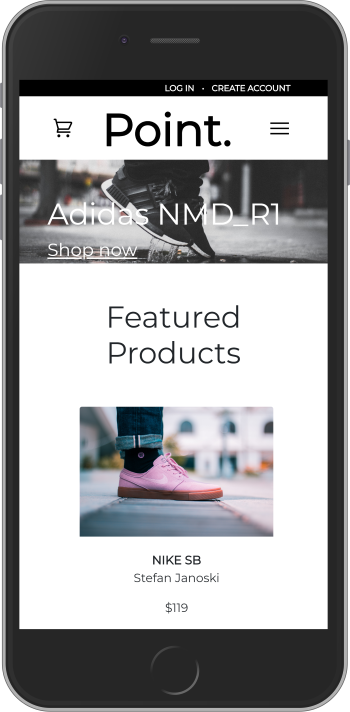 LOG IN • CREATE ACCOUNT
Point.
Adidas NMD_R1
Shop now
Featured
Products
NIKE SB
Stefan Janoski
$119